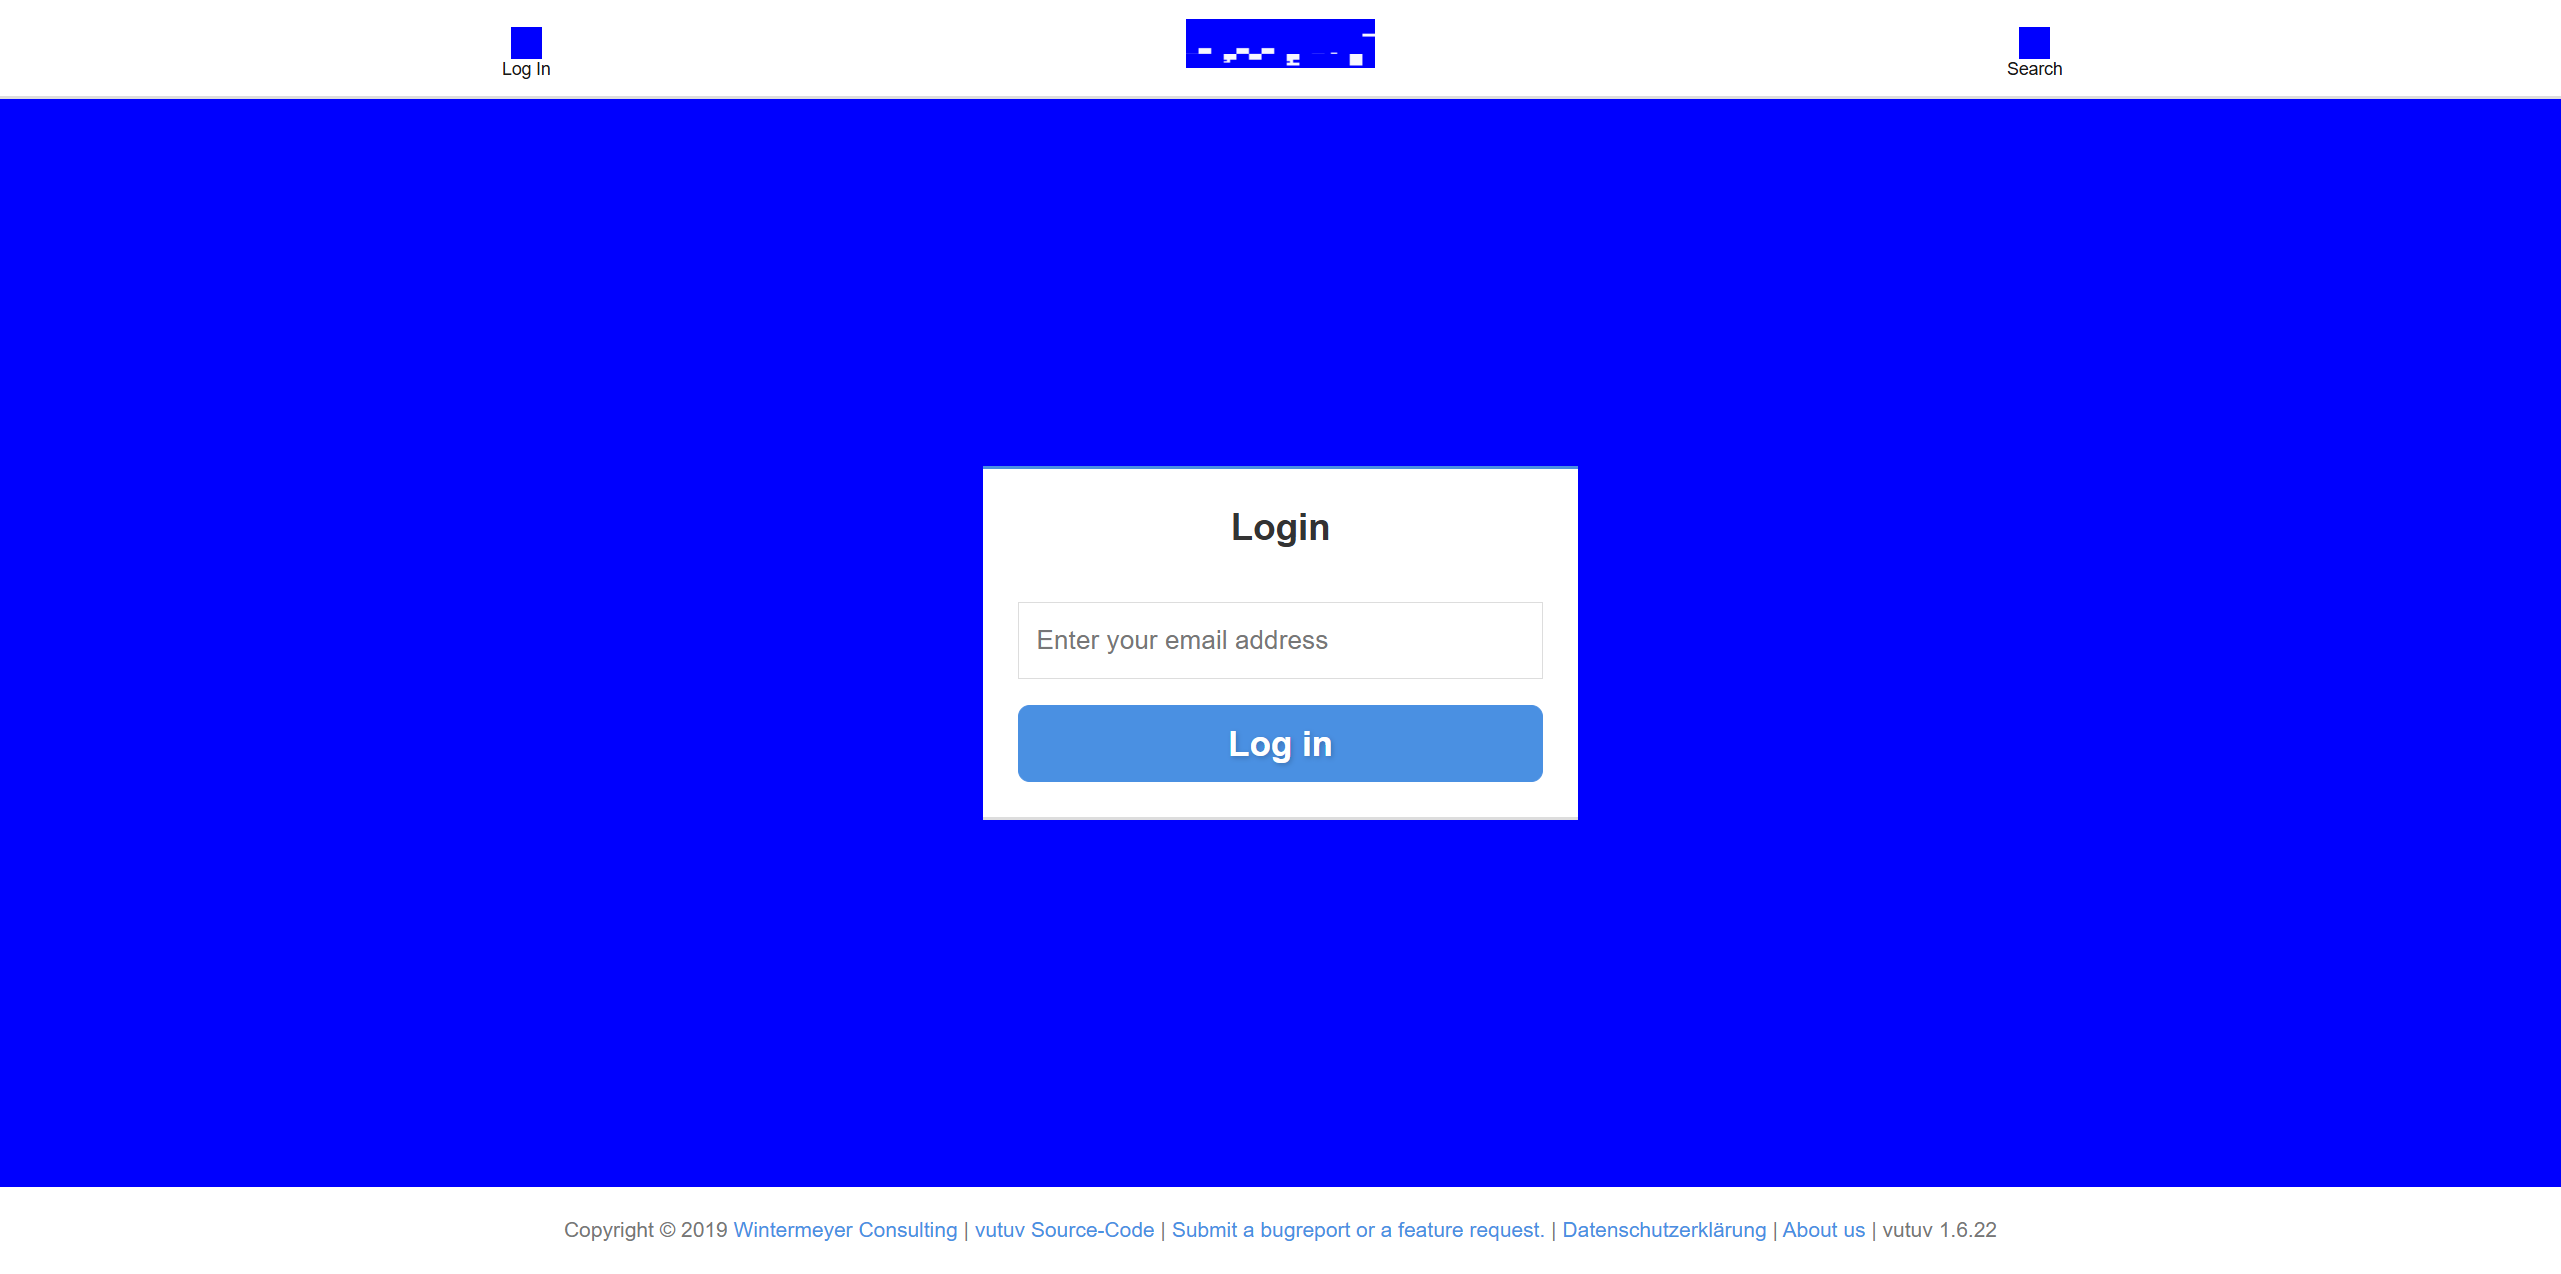 Log In
Search
Login
Enter your email address
Log in
Copyright © 2019 Wintermeyer Consulting | vutuv Source-Code | Submit a bugreport or a feature request. | Datenschutzerklärung | About us | vutuv 1.6.22